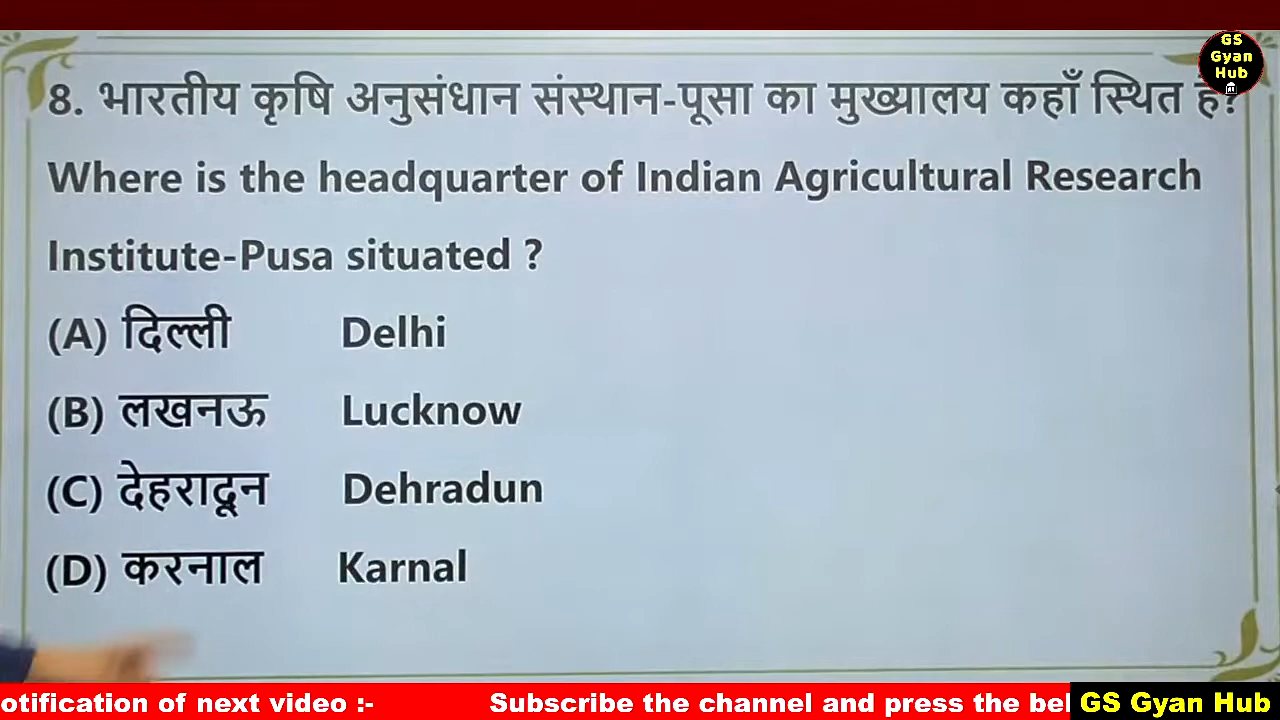 8. भारतीय कृषि अनुसंधान संस्थान-पूसा का मुख्यालय कहाँ स्थित है?
GS
Gyan
Hub
Where is the headquarter of Indian Agricultural Research
Institute-Pusa situated ?
(A) दिल्ली Delhi
(B) लखनऊ Lucknow
(C) देहरादून Dehradun
(D) करनाल Karnal
otification of next video :- Subscribe the channel and press the bel
GS Gyan Hub